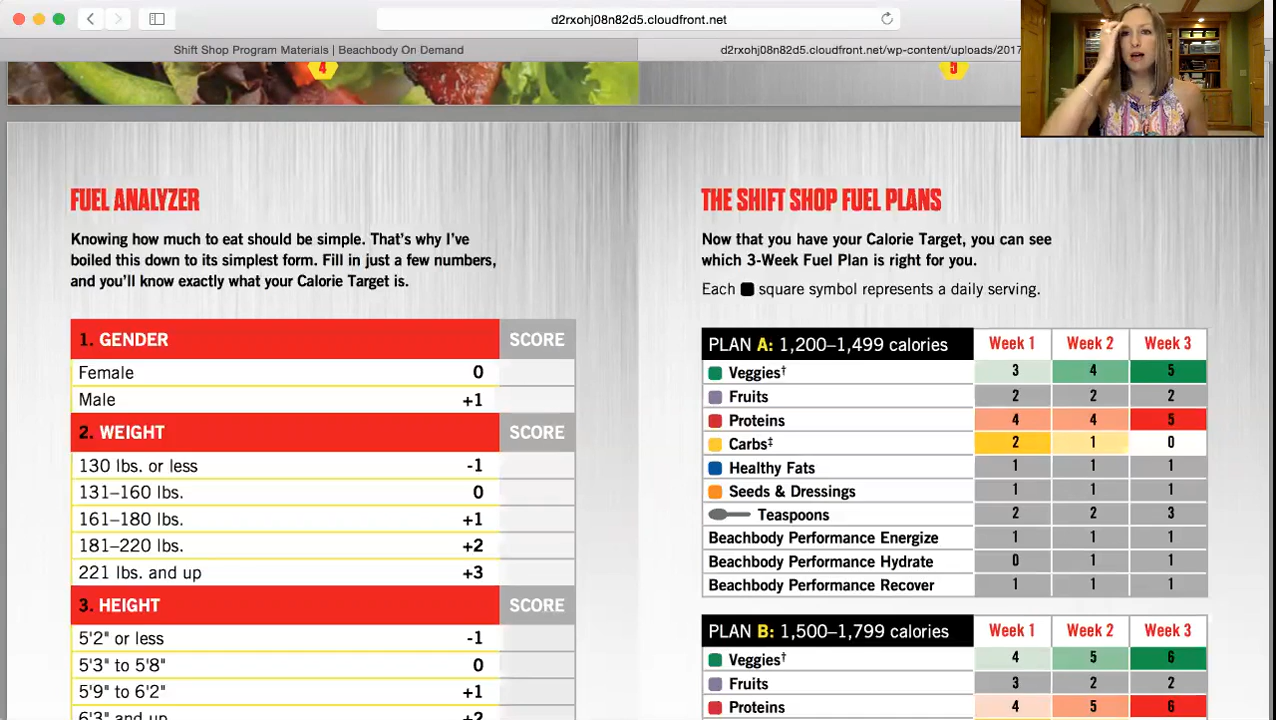 d2rxohj08n82d5.cloudfront.net
Shift Shop Program Materials | Beachbody On Demand
d2rxohj08n82d5.cloudfront.net/wp-content/uploads/2017
4
FUEL ANALYZER
Knowing how much to eat should be simple. That's why I've
boiled this down to its simplest form. Fill in just a few numbers,
and you'll know exactly what your Calorie Target is.
1. GENDER SCORE
Female 0
Male +1
2. WEIGHT SCORE
130 lbs. or less -1
131–160 lbs. 0
161–180 lbs. +1
181–220 lbs. +2
221 lbs. and up +3
3. HEIGHT SCORE
5'2" or less -1
5'3" to 5'8" 0
5'9" to 6'2" +1
6'3" and up +2
THE SHIFT SHOP FUEL PLANS
Now that you have your Calorie Target, you can see
which 3-Week Fuel Plan is right for you.
Each square symbol represents a daily serving.
PLAN A: 1,200–1,499 calories Week 1 Week 2 Week 3
Veggies† 3 4 5
Fruits 2 2 2
Proteins 4 4 5
Carbs‡ 2 1 0
Healthy Fats 1 1 1
Seeds & Dressings 1 1 1
Teaspoons 2 2 3
Beachbody Performance Energize 1 1 1
Beachbody Performance Hydrate 0 1 1
Beachbody Performance Recover 1 1 1
PLAN B: 1,500–1,799 calories Week 1 Week 2 Week 3
Veggies† 4 5 6
Fruits 3 2 2
Proteins 4 5 6